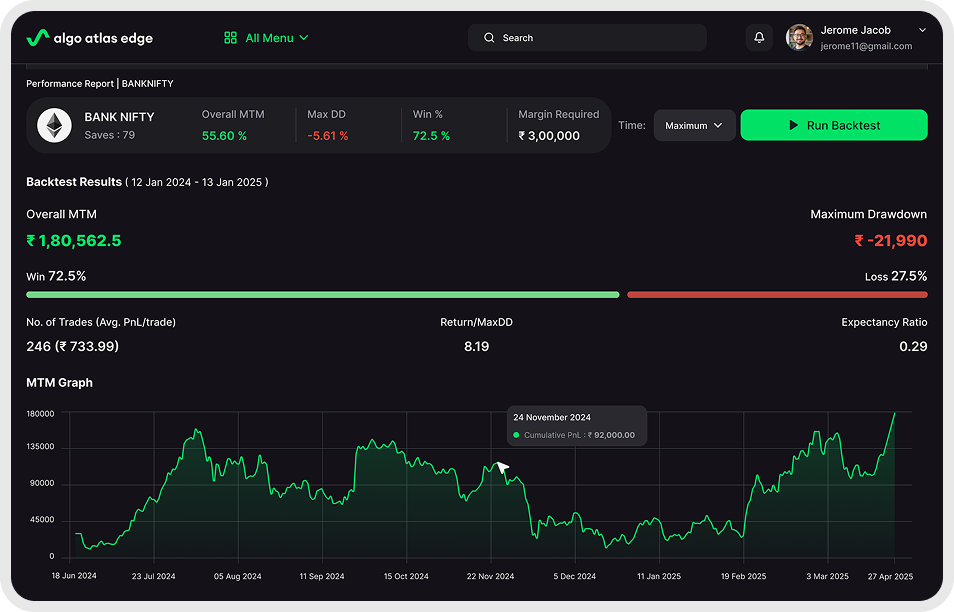 algo atlas edge
All Menu
Search
Jerome Jacob
jerome11@gmail.com
Performance Report | BANKNIFTY
BANK NIFTY
Saves : 79
Overall MTM
55.60 %
Max DD
-5.61 %
Win %
72.5 %
Margin Required
₹ 3,00,000
Time:
Maximum
Run Backtest
Backtest Results ( 12 Jan 2024 - 13 Jan 2025 )
Overall MTM
Maximum Drawdown
₹ 1,80,562.5
₹ -21,990
Win 72.5%
Loss 27.5%
No. of Trades (Avg. PnL/trade)
Return/MaxDD
Expectancy Ratio
246 (₹ 733.99)
8.19
0.29
MTM Graph
24 November 2024
Cumulative PnL : ₹ 92,000.00
180000
135000
90000
45000
0
18 Jun 2024
23 Jul 2024
05 Aug 2024
11 Sep 2024
15 Oct 2024
22 Nov 2024
5 Dec 2024
11 Jan 2025
19 Feb 2025
3 Mar 2025
27 Apr 2025